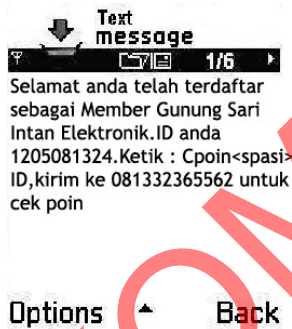 Text
message
1/6
Selamat anda telah terdaftar
sebagai Member Gunung Sari
Intan Elektronik.ID anda
1205081324.Ketik : Cpoin<spasi>
ID,kirim ke 081332365562 untuk
cek poin
Options
Back